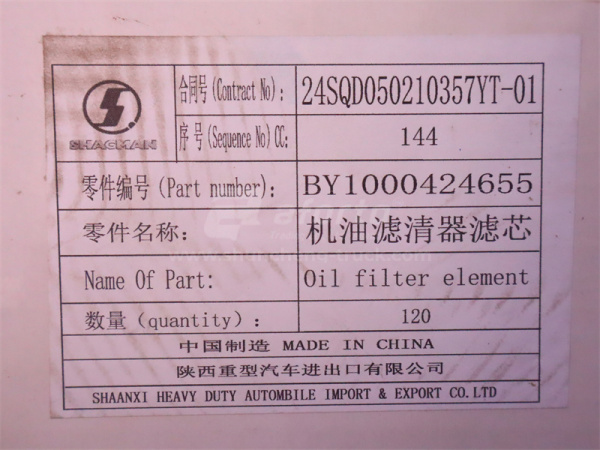 合同号(Contract No): 24SQD050210357YT-01
序号(Sequence No)CC: 144
SHACMAN
零件编号(Part number): BY1000424655
零件名称: 机油滤清器滤芯
Name Of Part: Oil filter element
数量(quantity): 120
中国制造 MADE IN CHINA
陕西重型汽车进出口有限公司
SHAANXI HEAVY DUTY AUTOMBILE IMPORT & EXPORT CO.LTD